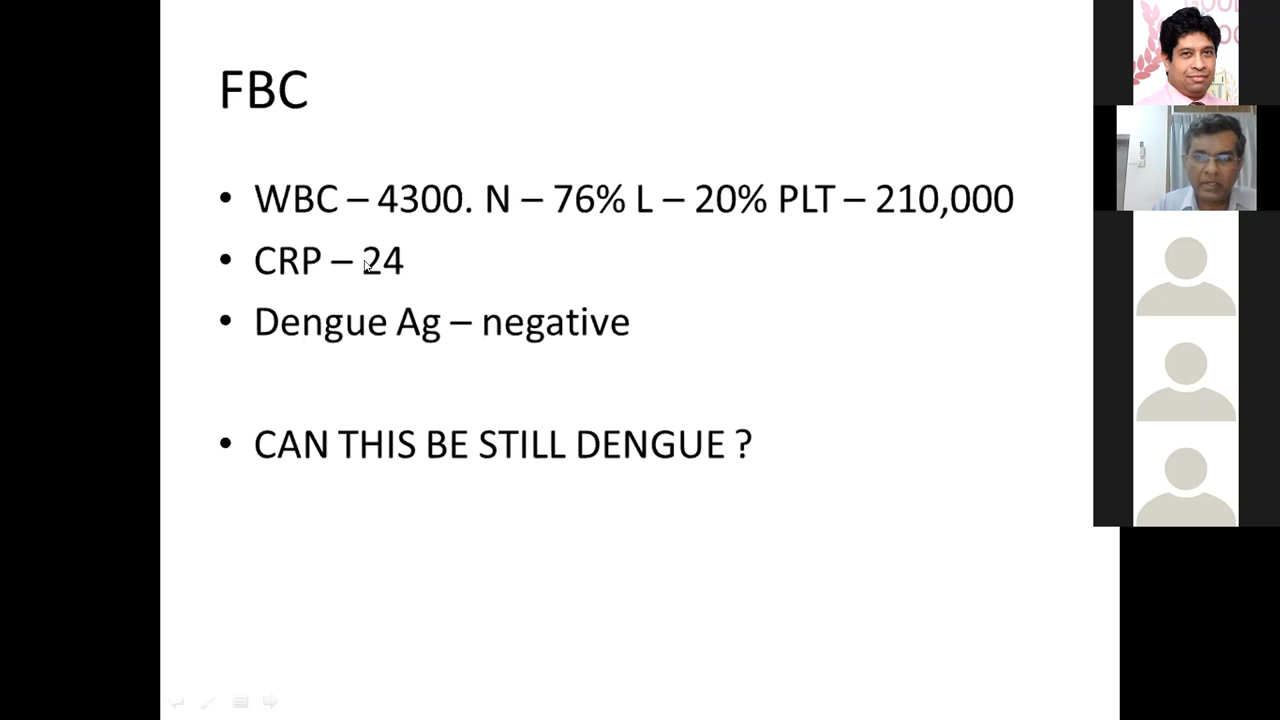 FBC
• WBC – 4300. N – 76% L – 20% PLT – 210,000
• CRP – 24
• Dengue Ag – negative
• CAN THIS BE STILL DENGUE ?